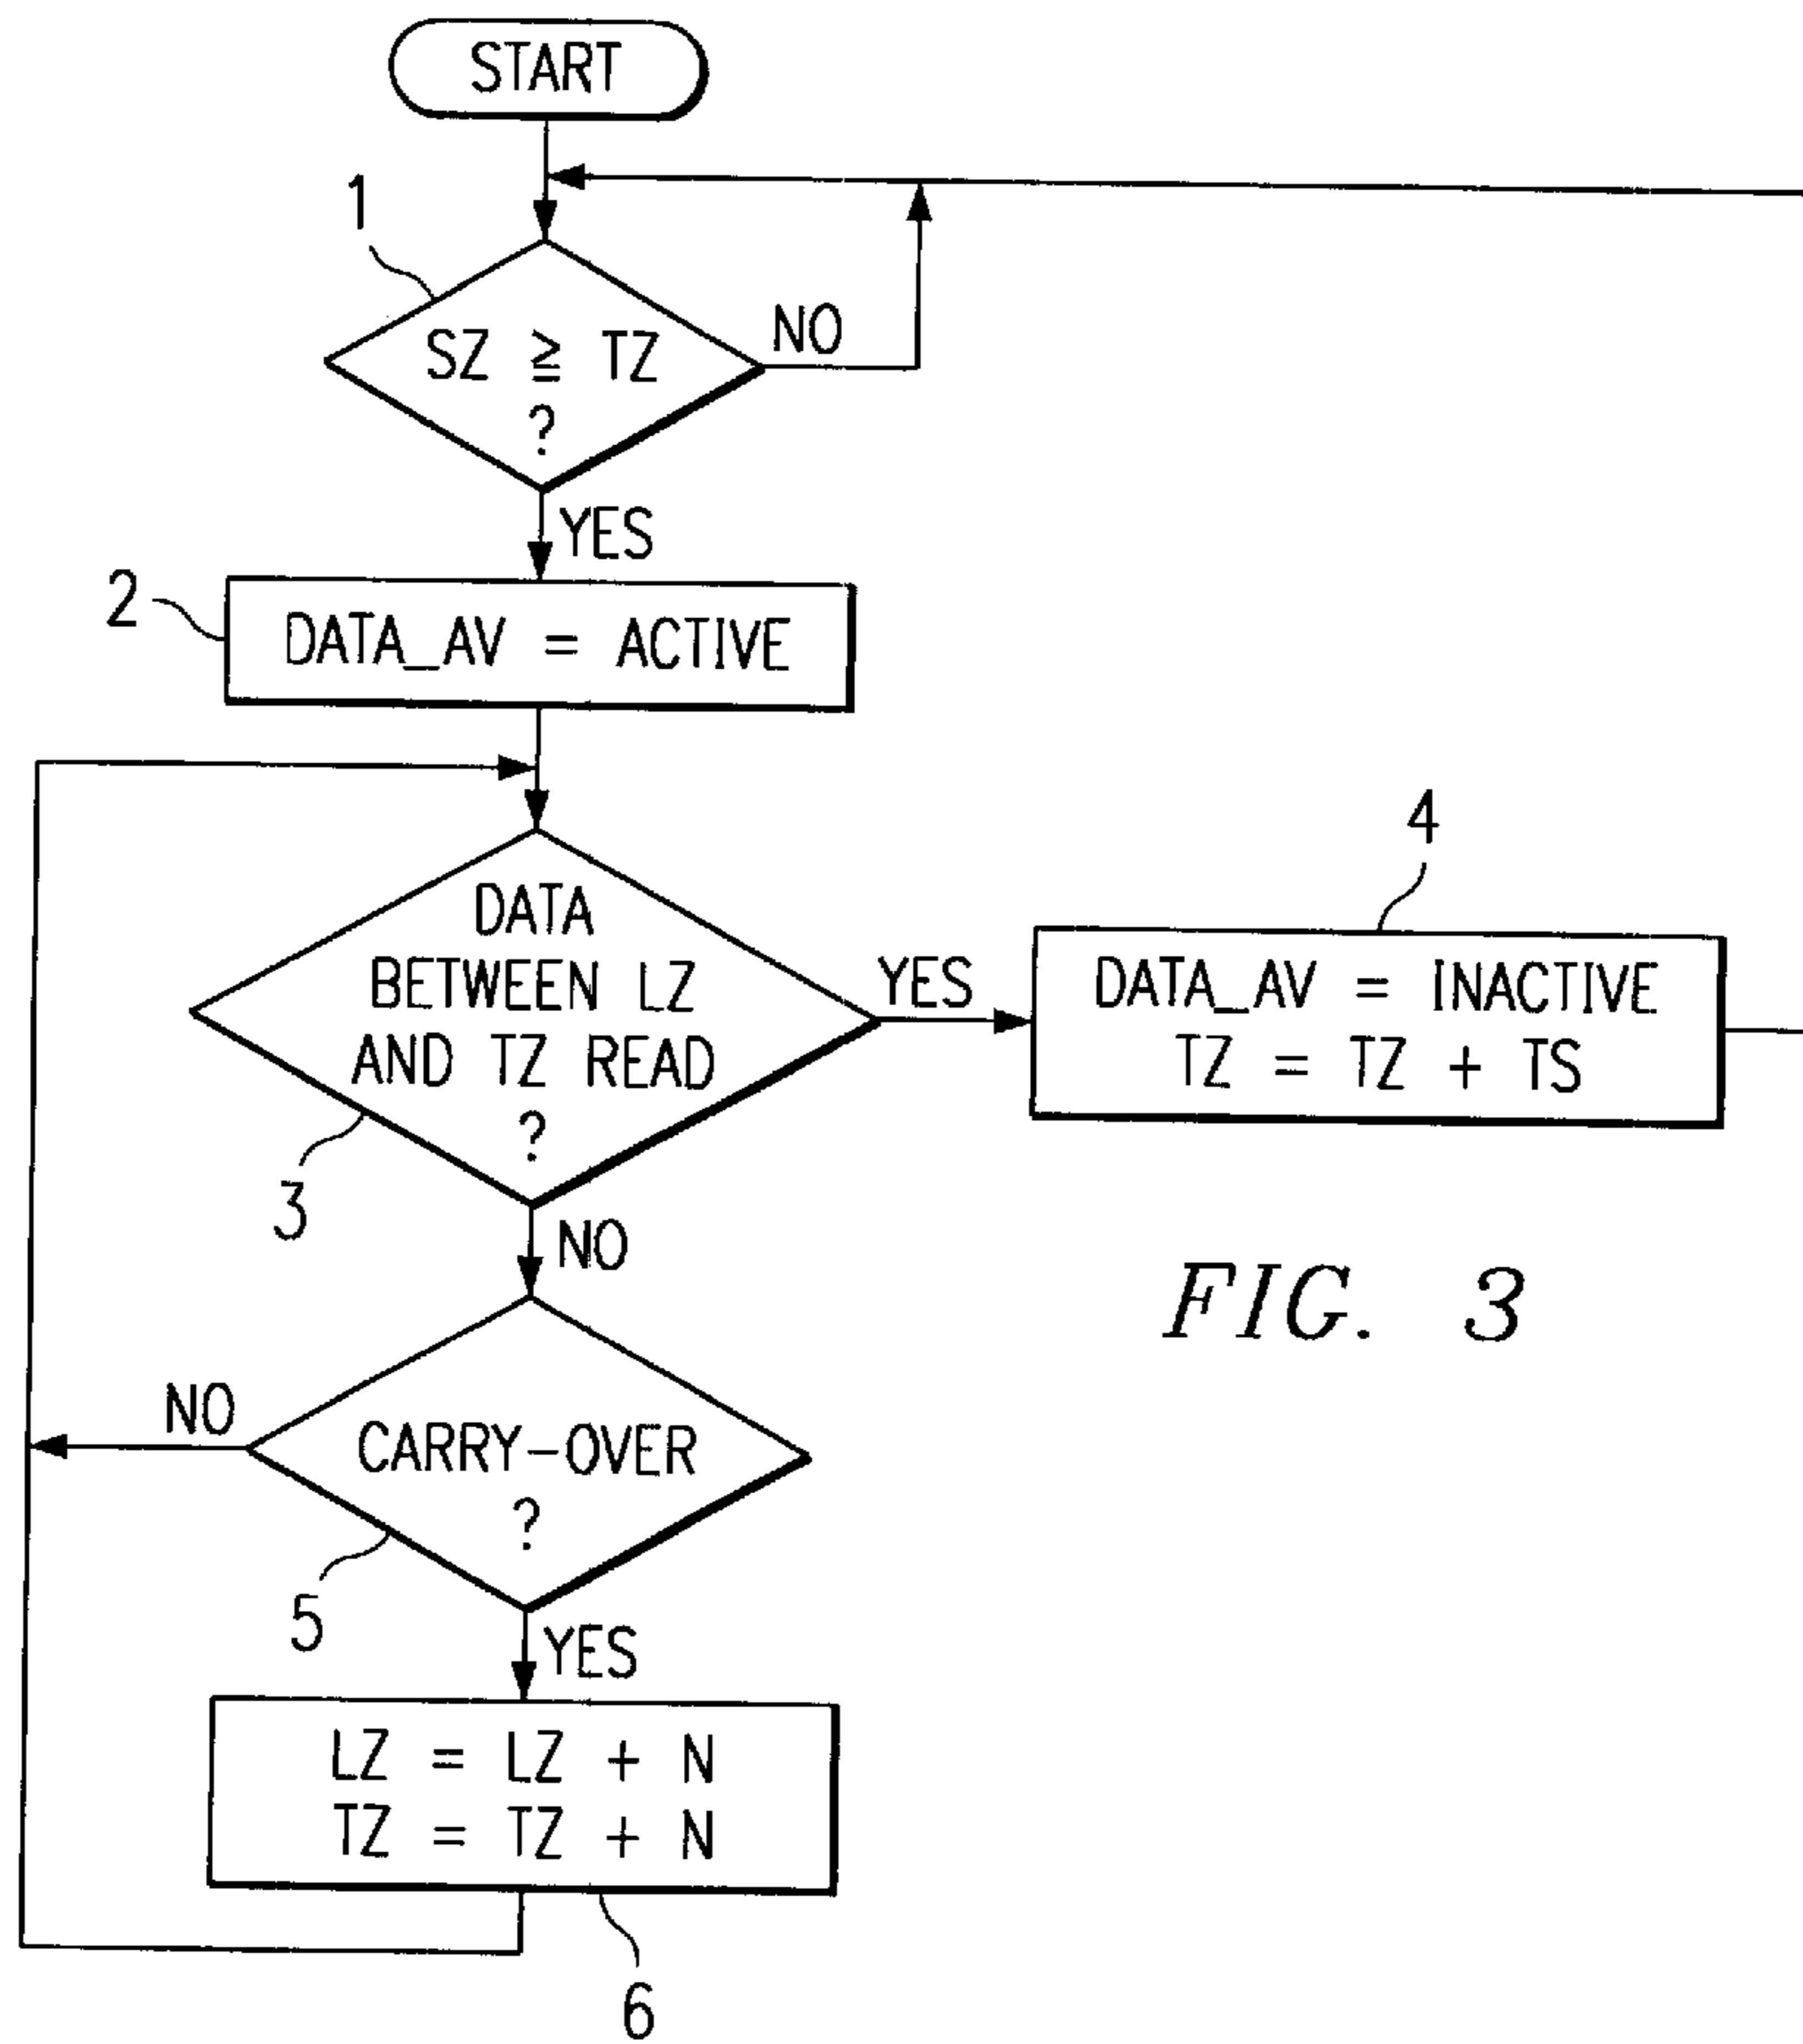 START
1
SZ ≧ TZ
?
NO
YES
2
DATA_AV = ACTIVE
DATA
BETWEEN LZ
AND TZ READ
?
3
YES
4
DATA_AV = INACTIVE
TZ = TZ + TS
NO
CARRY-OVER
?
5
NO
YES
LZ = LZ + N
TZ = TZ + N
6
FIG. 3